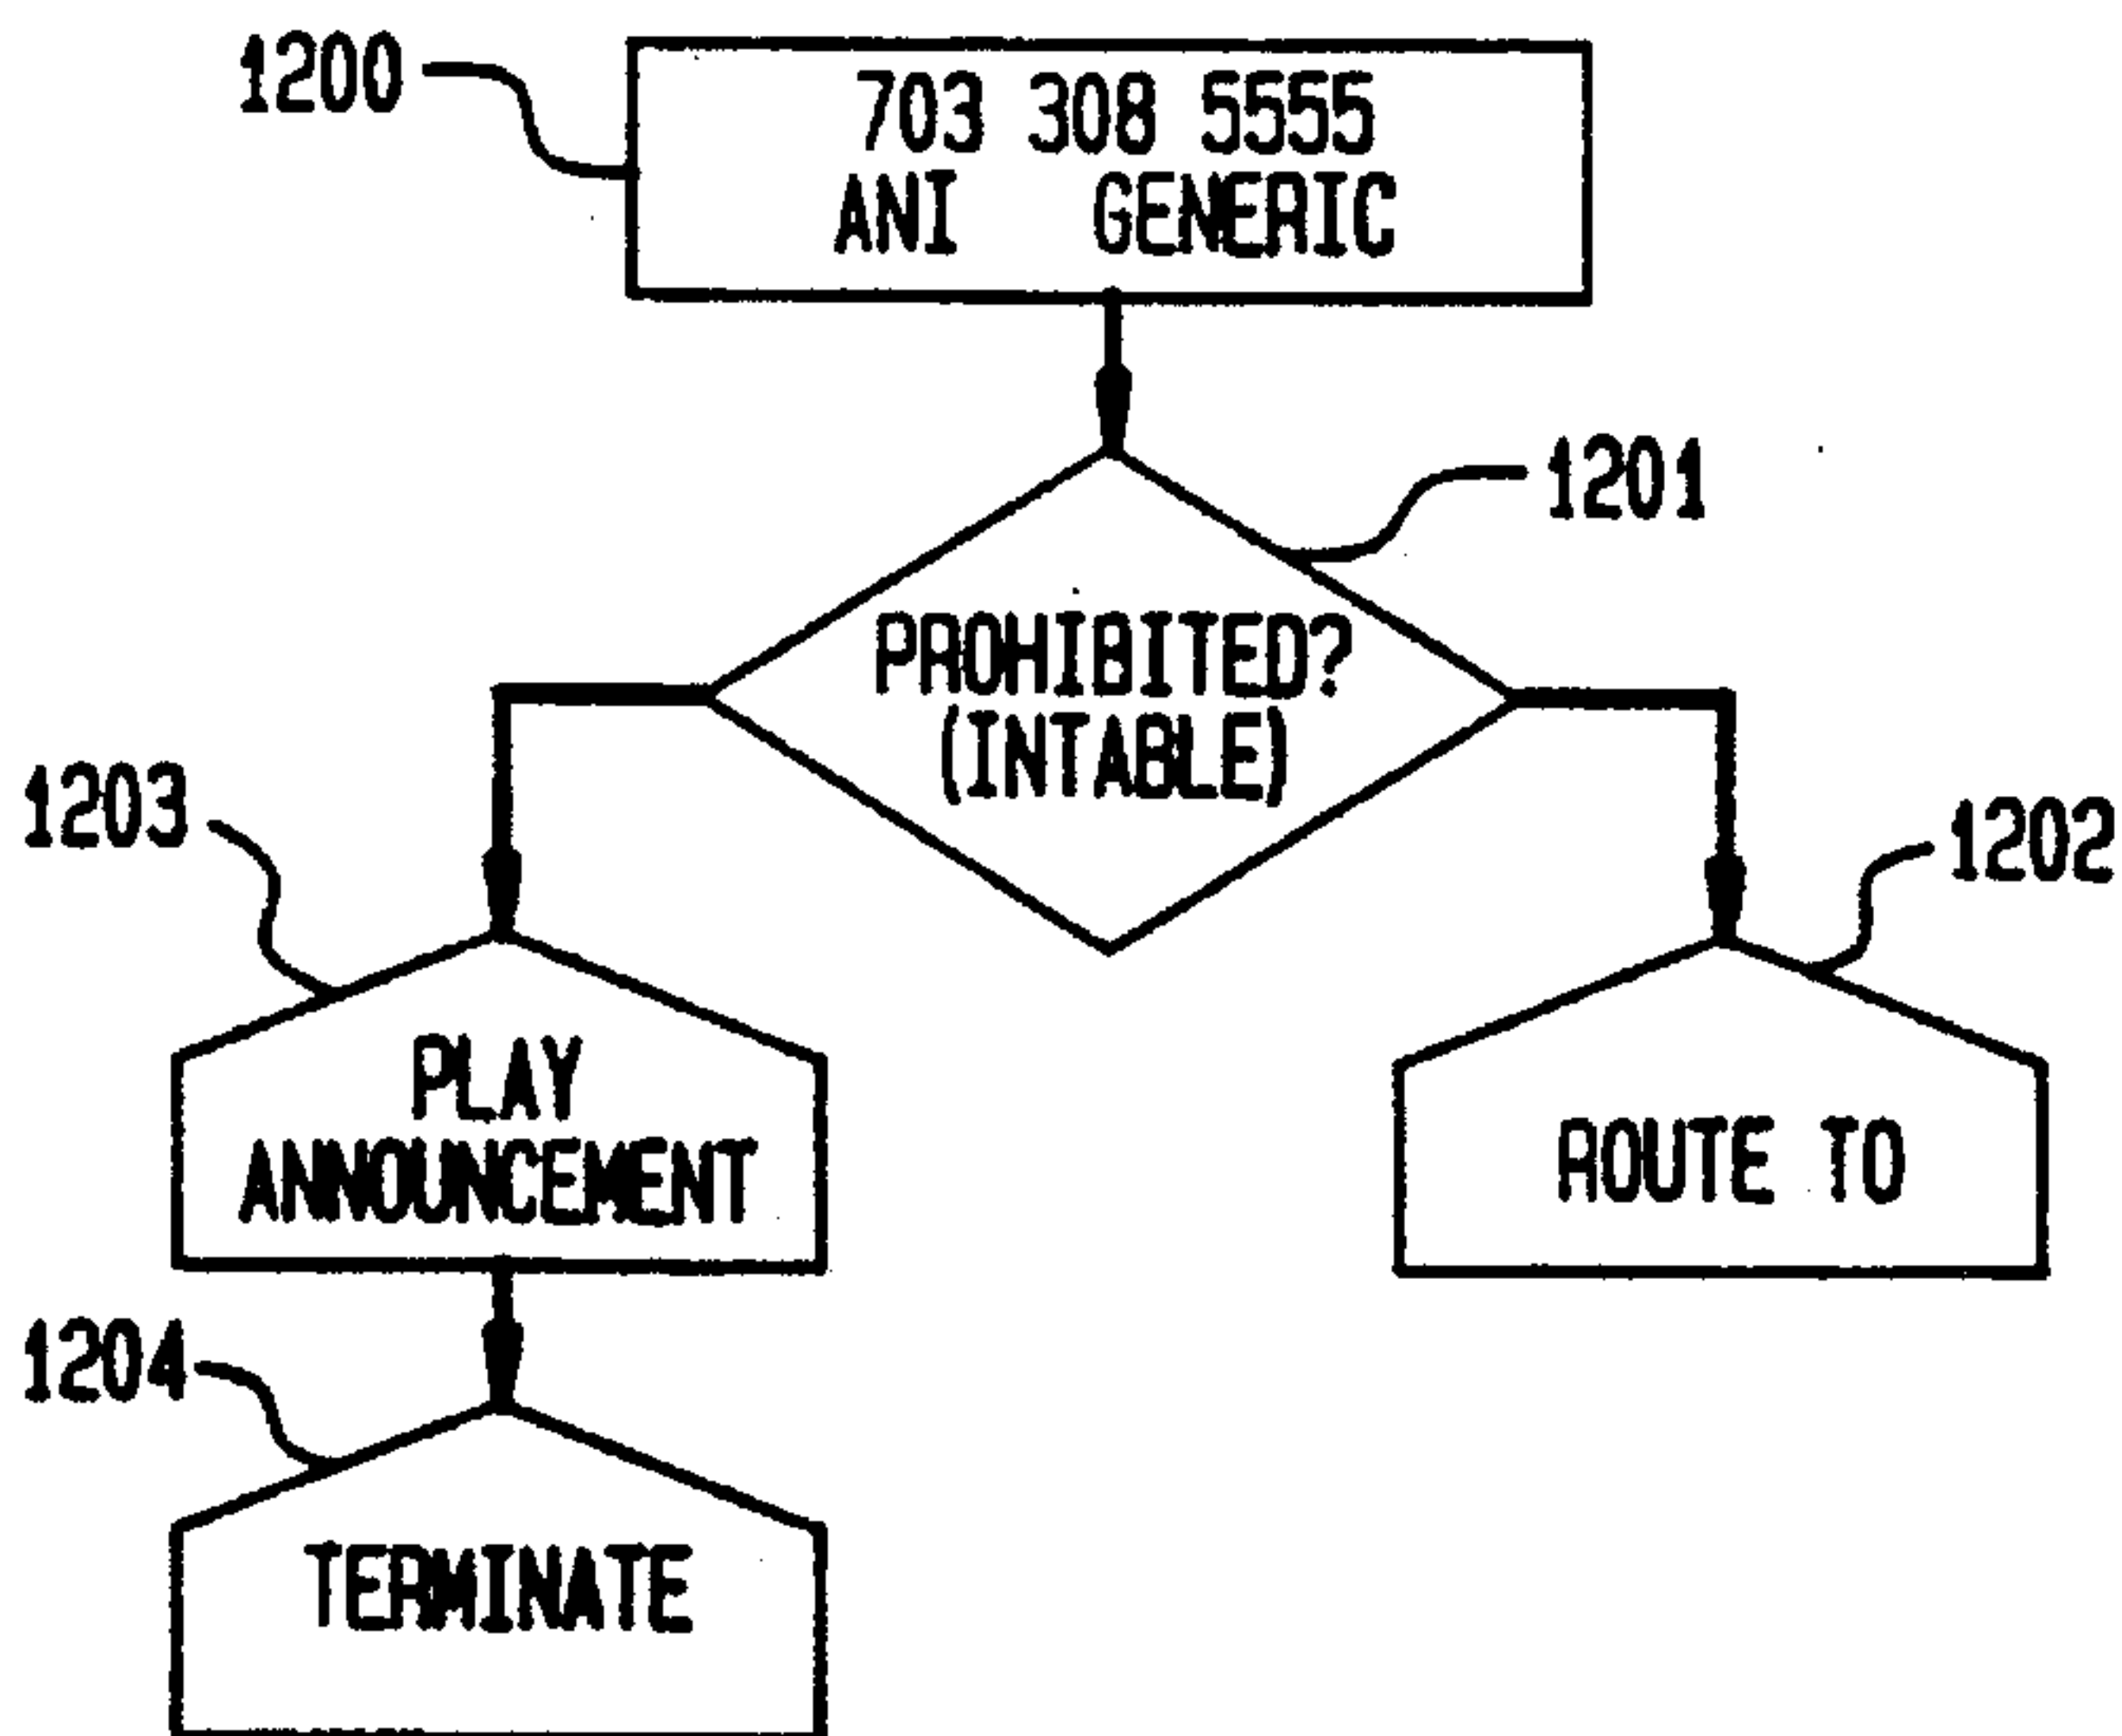 1200
703 308 5555
ANI GENERIC
1201
PROHIBITED?
(INTABLE)
1203
1202
PLAY
ANNOUNCEMENT
ROUTE TO
1204
TERMINATE